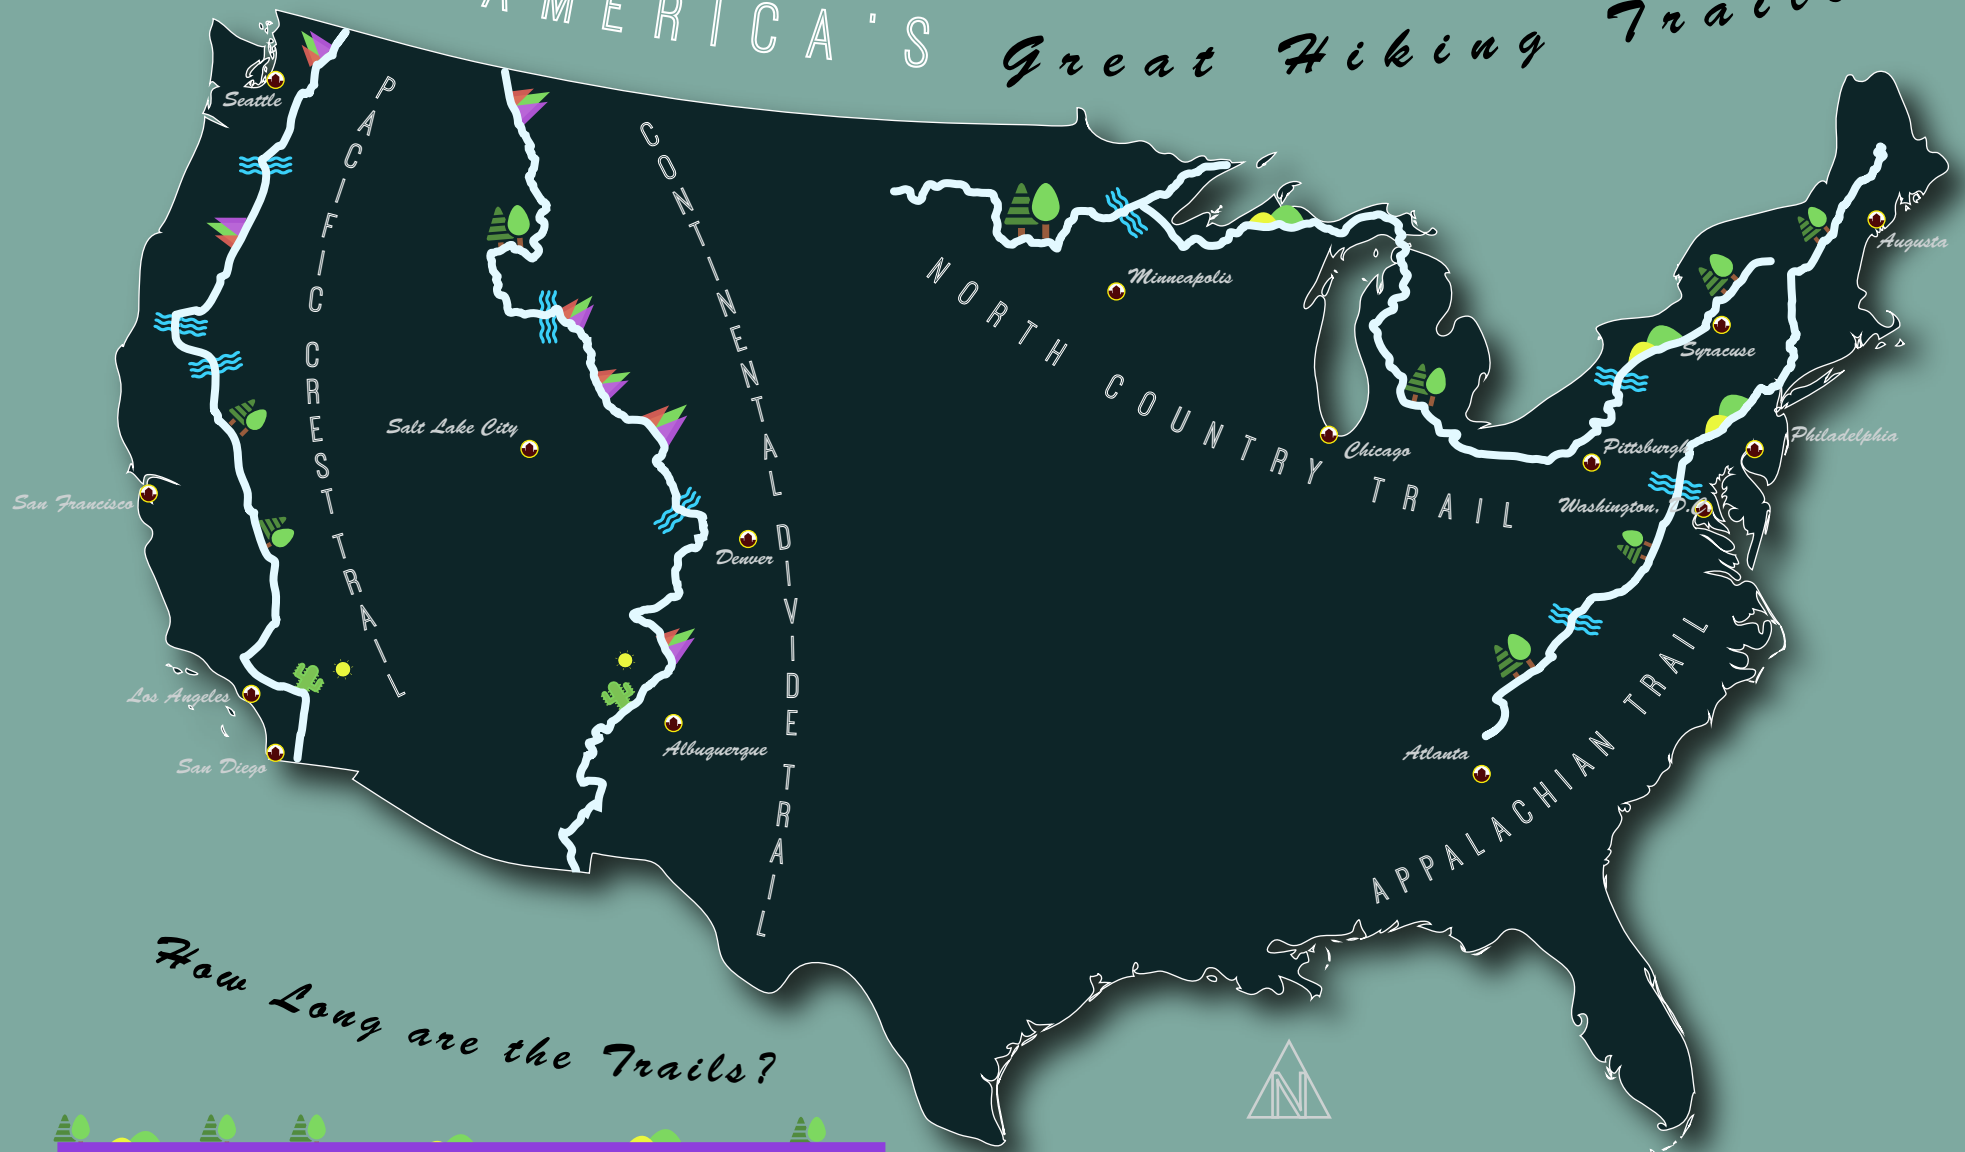 AMERICA'S
Great Hiking Trails
Seattle
PACIFIC CREST TRAIL
CONTINENTAL DIVIDE TRAIL
NORTH COUNTRY TRAIL
Minneapolis
Augusta
Syracuse
Salt Lake City
Chicago
Pittsburgh
Philadelphia
San Francisco
Washington, D.C.
Denver
Los Angeles
Albuquerque
Atlanta
San Diego
APPALACHIAN TRAIL
How Long are the Trails?
N